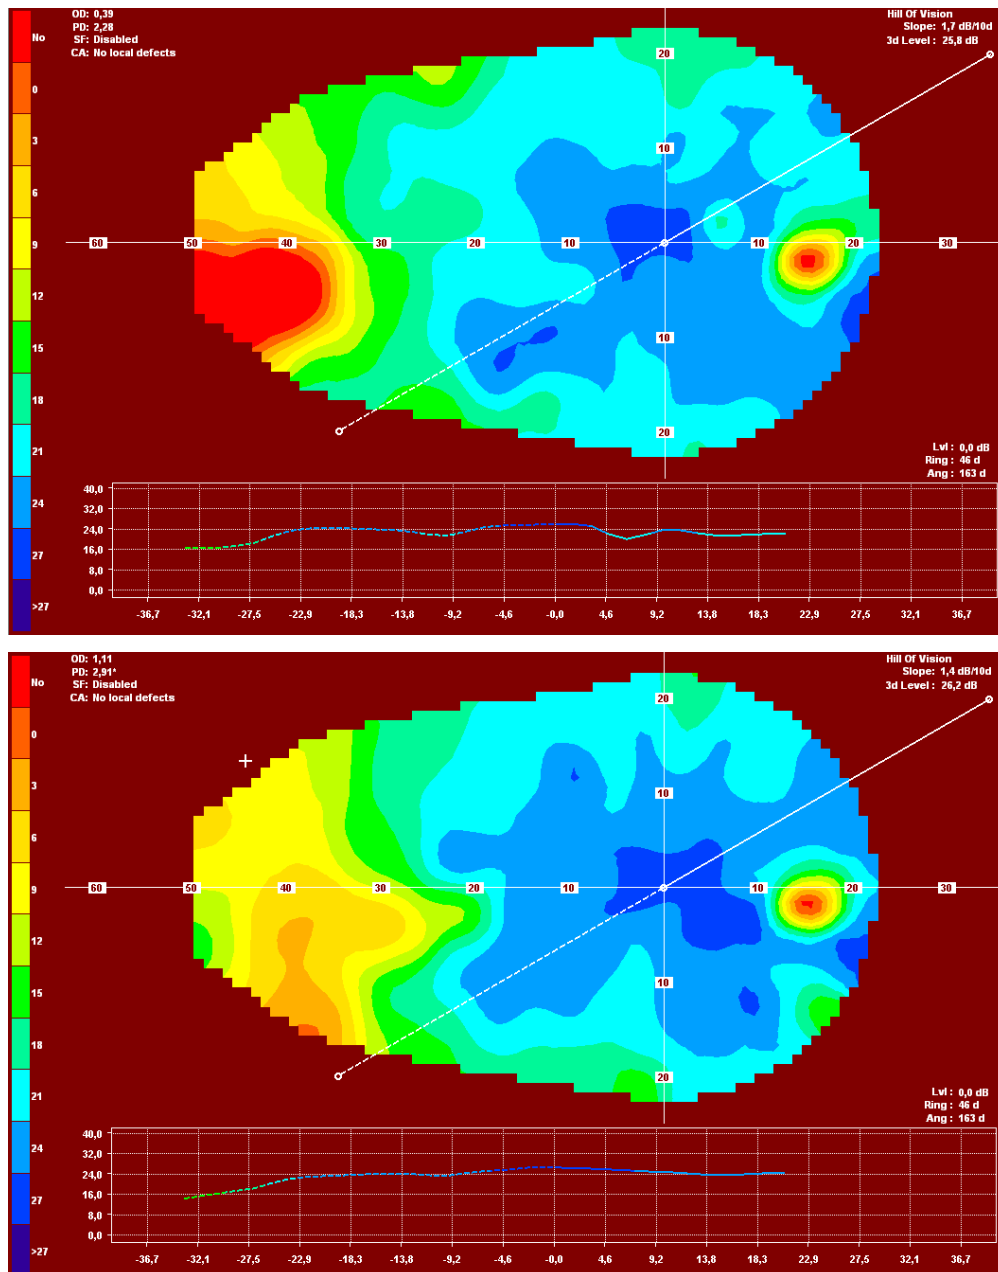 OD: 0,39
PD: 2,28
SF: Disabled
CA: No local defects
Hill Of Vision
Slope: 1,7 dB/10d
3d Level : 25,8 dB
No
0
3
6
9
12
15
18
21
24
27
>27
20
10
60 50 40 30 20 10 10 20 30
10
20
Lvl : 0,0 dB
Ring : 46 d
Ang : 163 d
40,0
32,0
24,0
16,0
8,0
0,0
-36,7 -32,1 -27,5 -22,9 -18,3 -13,8 -9,2 -4,6 -0,0 4,6 9,2 13,8 18,3 22,9 27,5 32,1 36,7
OD: 1,11
PD: 2,91*
SF: Disabled
CA: No local defects
Hill Of Vision
Slope: 1,4 dB/10d
3d Level : 26,2 dB
No
0
3
6
9
12
15
18
21
24
27
>27
20
10
60 50 40 30 20 10 10 20 30
10
20
Lvl : 0,0 dB
Ring : 46 d
Ang : 163 d
40,0
32,0
24,0
16,0
8,0
0,0
-36,7 -32,1 -27,5 -22,9 -18,3 -13,8 -9,2 -4,6 -0,0 4,6 9,2 13,8 18,3 22,9 27,5 32,1 36,7